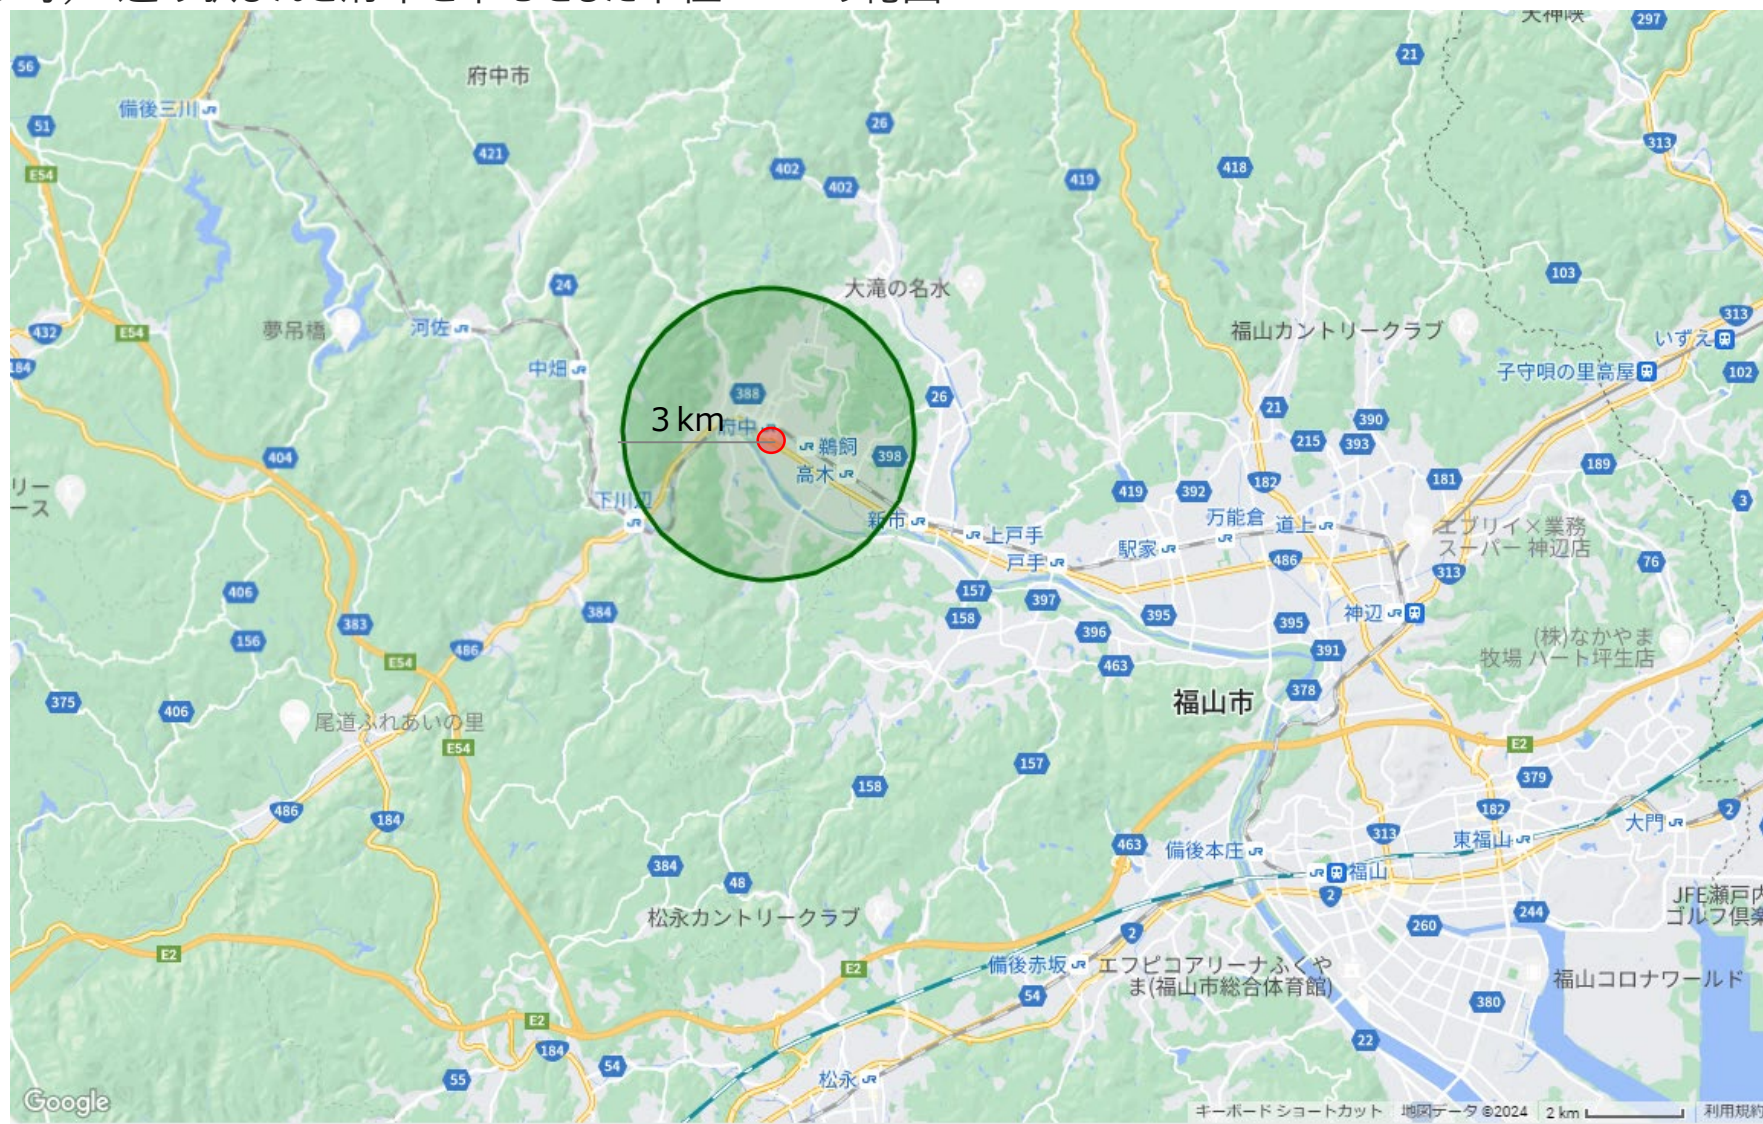 天神峡
297
56
府中市
21
備後三川
51
26
421
313
402
402
418
419
E54
103
24
大滝の名水
313
432
E54
夢吊橋
河佐
福山カントリークラブ
いずえ
184
中畑
子守唄の里高屋
102
388
26
21
3 km
府中
390
鵜飼
215
393
404
398
高木
189
181
182
419
392
リー
ース
下川辺
新市
万能倉
道上
3
上戸手
エブリイ×業務
スーパー 神辺店
駅家
戸手
486
313
76
406
157
397
384
158
395
神辺
383
156
396
395
(株)なかやま
牧場 ハート坪生店
486
E54
463
391
378
375
406
福山市
尾道ふれあいの里
E54
E2
157
379
158
486
184
182
2
大門
313
463
備後本庄
東福山
384
福山
48
2
JFE瀬戸内
ゴルフ倶楽
松永カントリークラブ
244
260
2
E2
備後赤坂
エフピコアリーナふくや
ま(福山市総合体育館)
E2
福山コロナワールド
54
380
E2
184
22
54
55
松永
Google
キーボード ショートカット
地図データ ©2024
2 km
利用規約